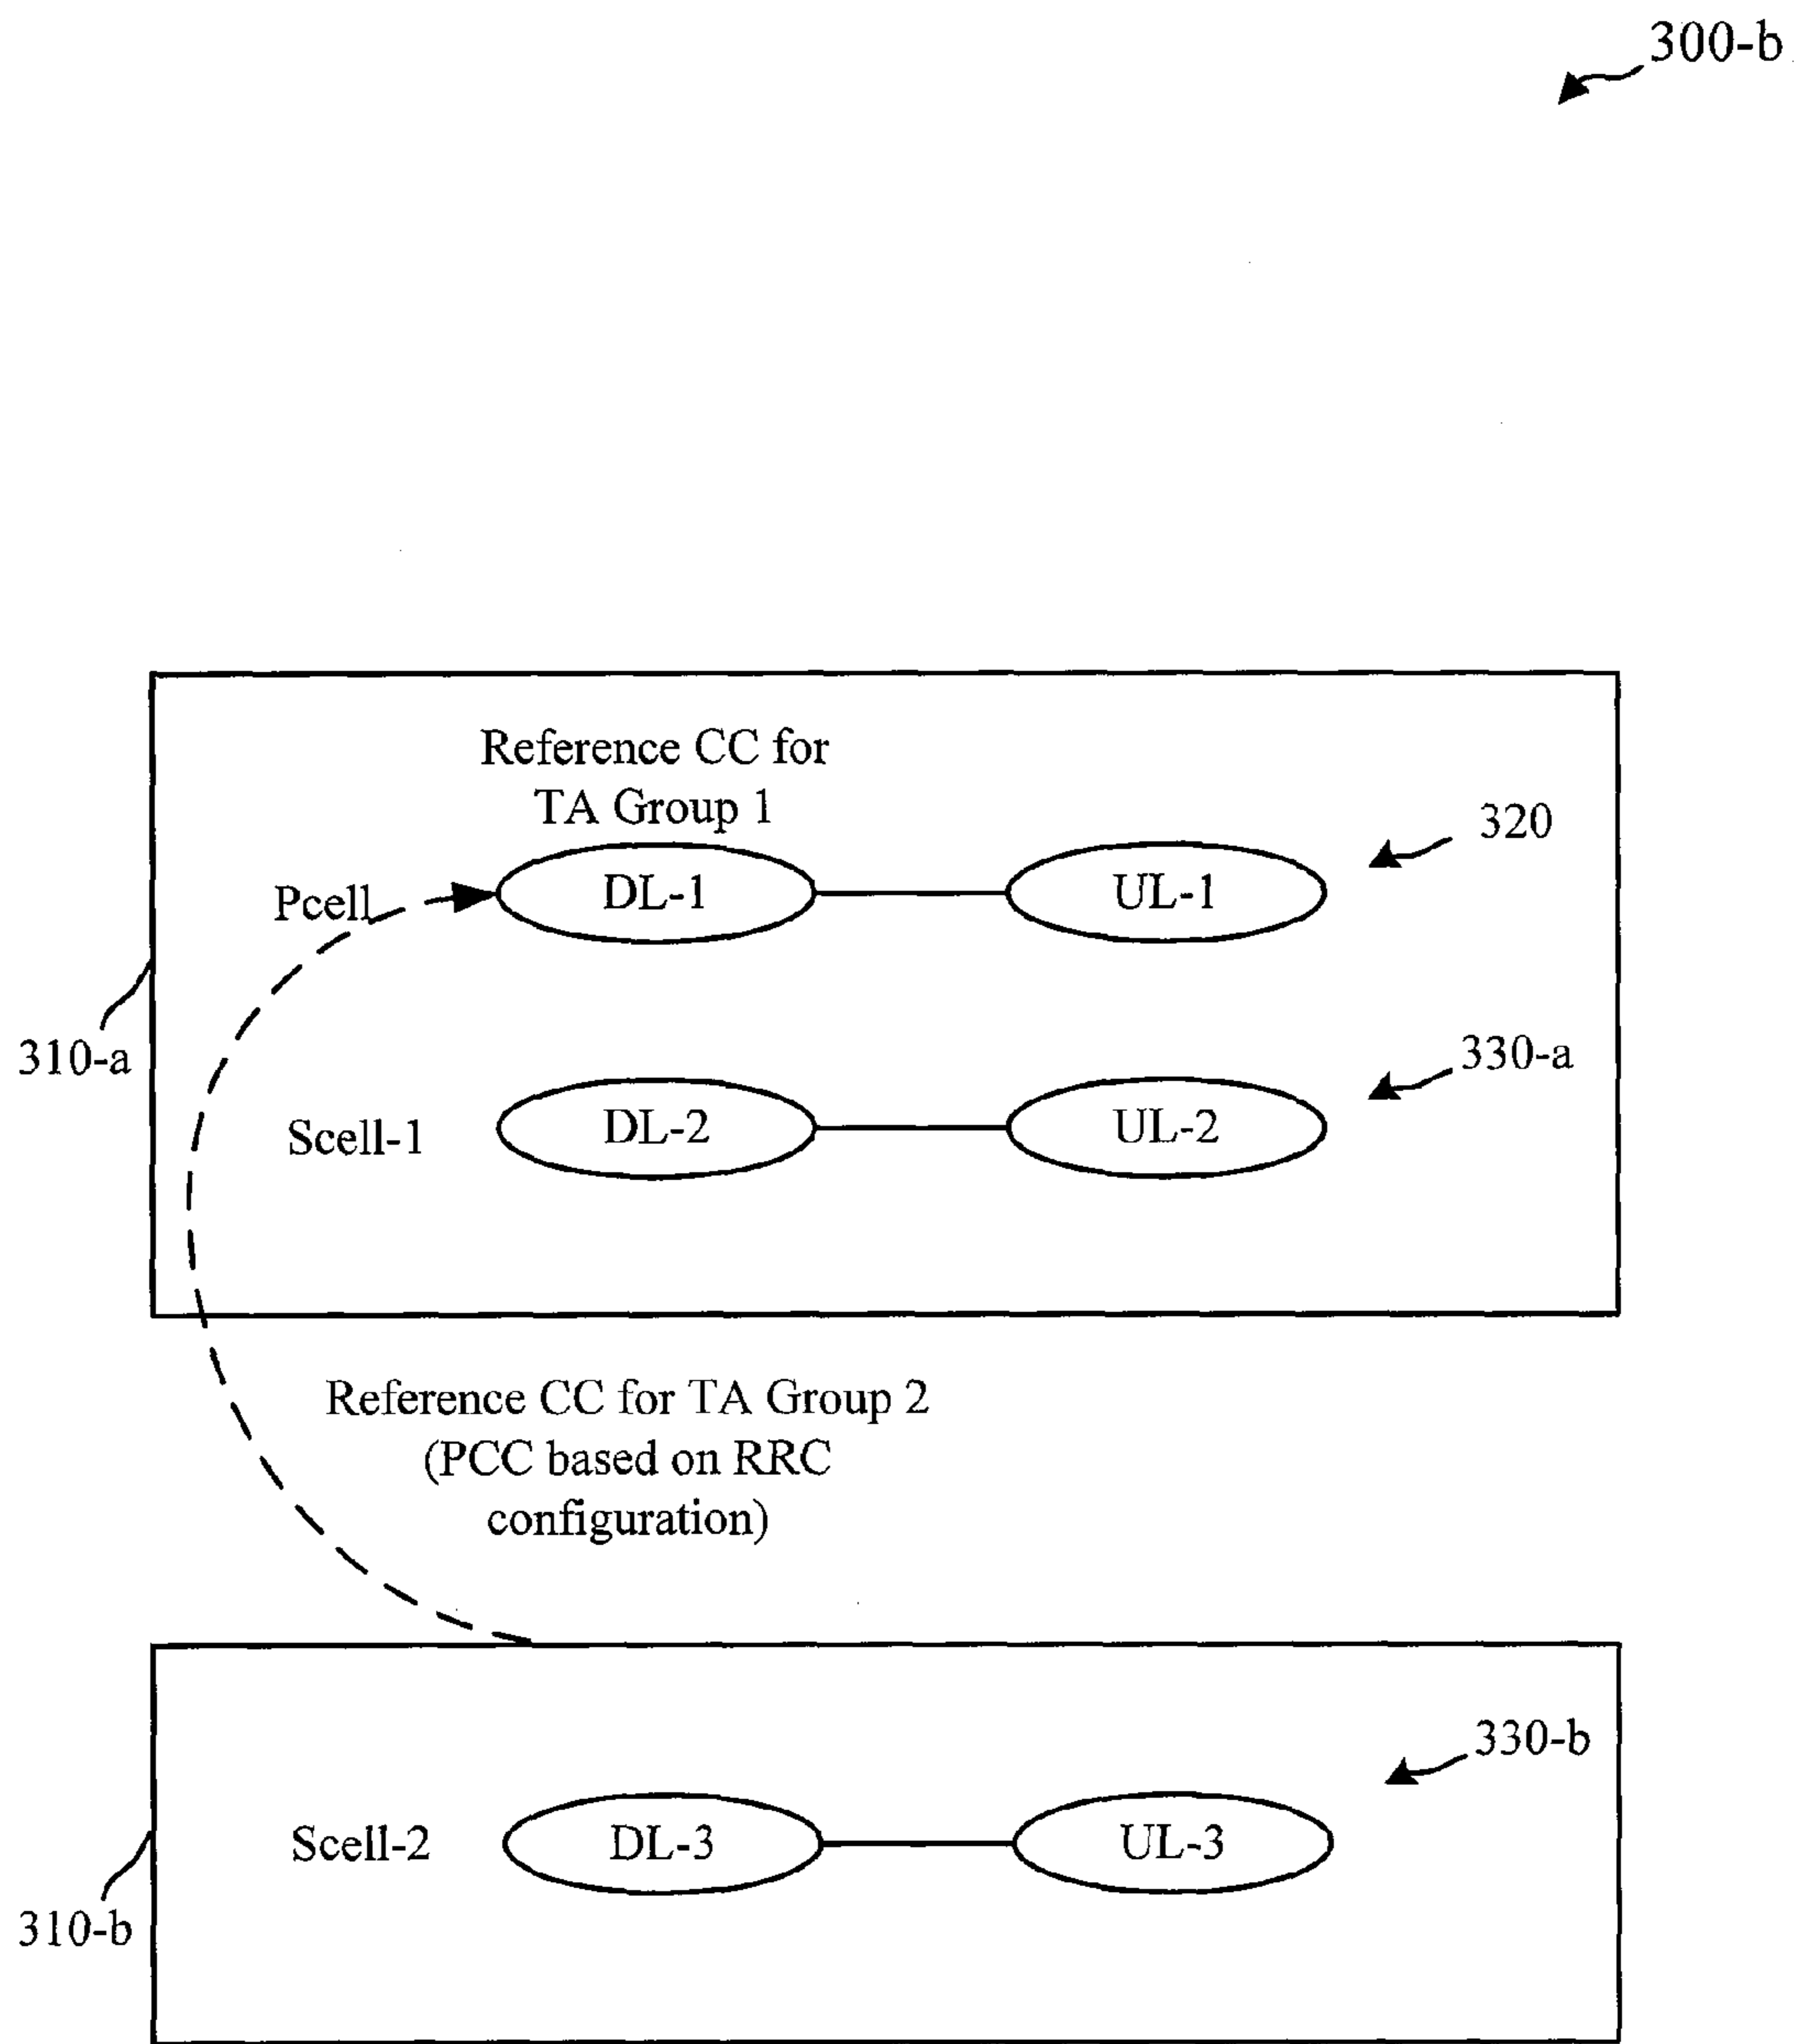 300-b
Reference CC for
TA Group 1
320
Pcell
DL-1
UL-1
310-a
330-a
Scell-1
DL-2
UL-2
Reference CC for TA Group 2
(PCC based on RRC
configuration)
330-b
Scell-2
DL-3
UL-3
310-b